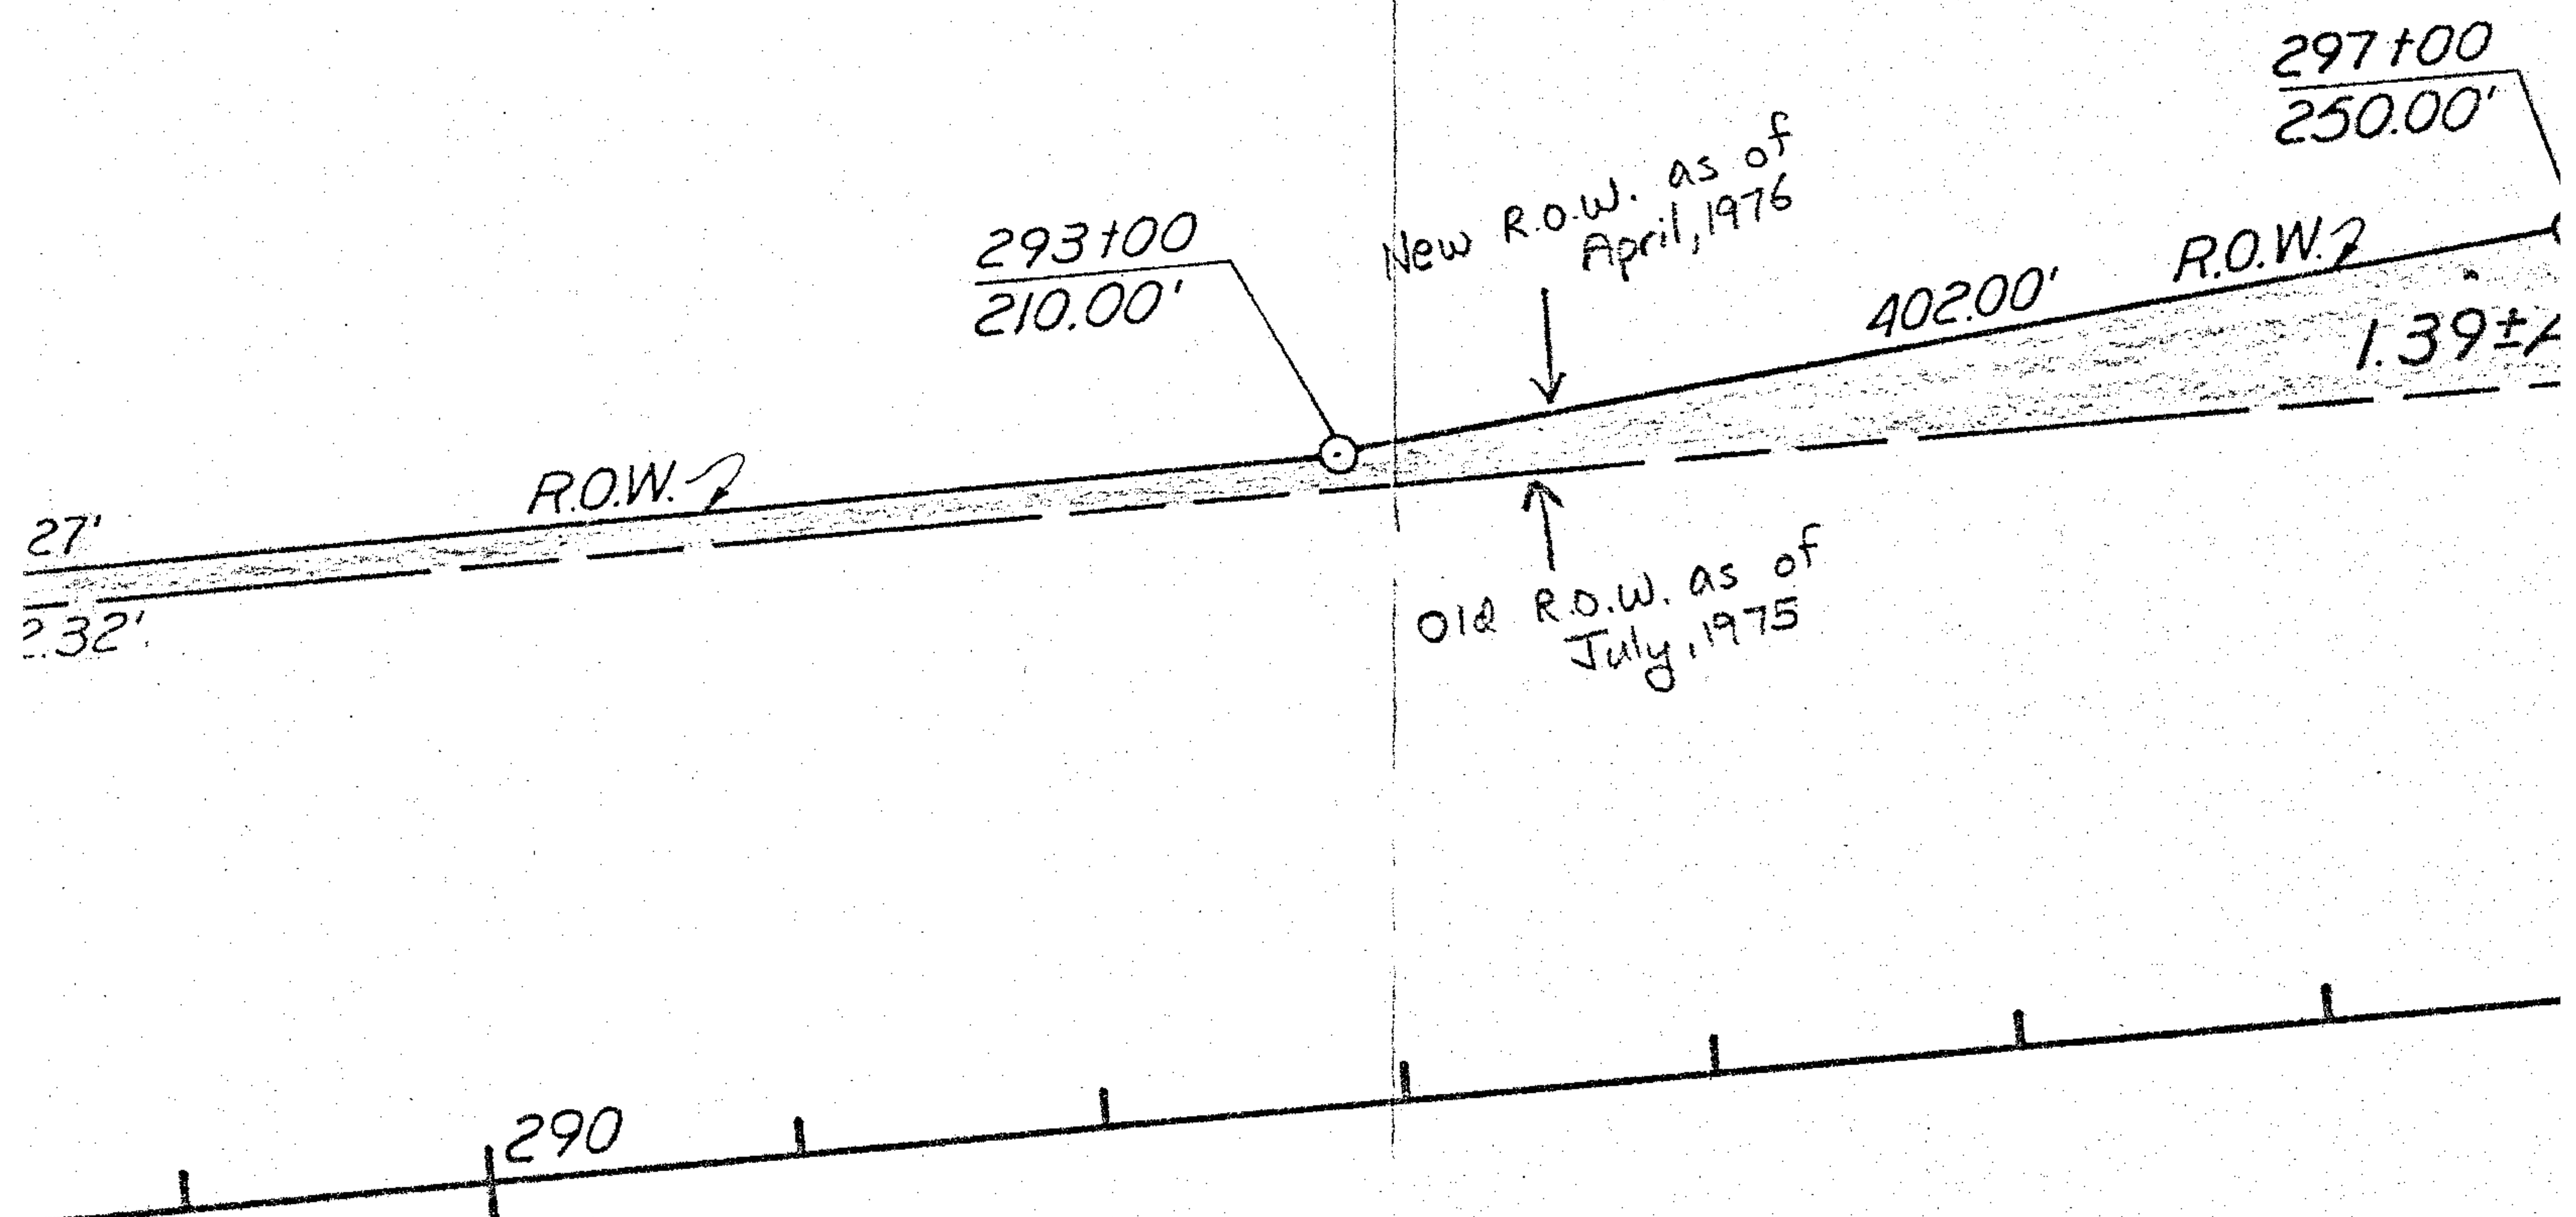 297+00
250.00'
New R.O.W. as of
April, 1976
293+00
210.00'
R.O.W.
402.00'
1.39±A
R.O.W.
27'
2.32'
Old R.O.W. as of
July, 1975
290